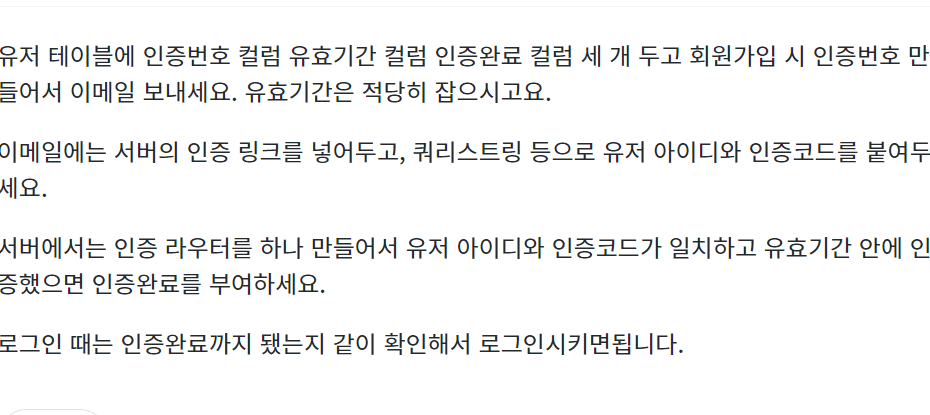 유저 테이블에 인증번호 컬럼 유효기간 컬럼 인증완료 컬럼 세 개 두고 회원가입 시 인증번호 만
들어서 이메일 보내세요. 유효기간은 적당히 잡으시고요.
이메일에는 서버의 인증 링크를 넣어두고, 쿼리스트링 등으로 유저 아이디와 인증코드를 붙여두
세요.
서버에서는 인증 라우터를 하나 만들어서 유저 아이디와 인증코드가 일치하고 유효기간 안에 인
증했으면 인증완료를 부여하세요.
로그인 때는 인증완료까지 됐는지 같이 확인해서 로그인시키면됩니다.